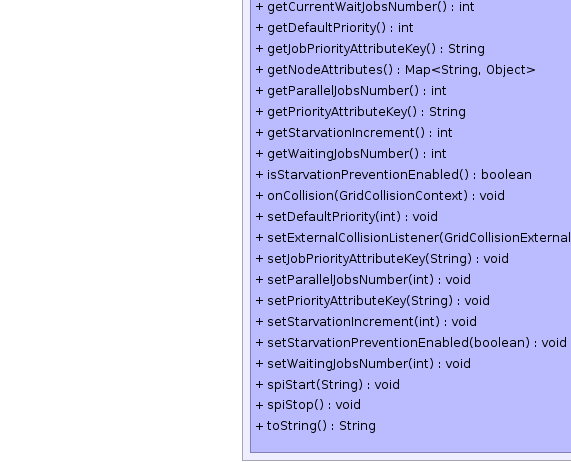 + getCurrentWaitJobsNumber() : int
+ getDefaultPriority() : int
+ getJobPriorityAttributeKey() : String
+ getNodeAttributes() : Map<String, Object>
+ getParallelJobsNumber() : int
+ getPriorityAttributeKey() : String
+ getStarvationIncrement() : int
+ getWaitingJobsNumber() : int
+ isStarvationPreventionEnabled() : boolean
+ onCollision(GridCollisionContext) : void
+ setDefaultPriority(int) : void
+ setExternalCollisionListener(GridCollisionExternal
+ setJobPriorityAttributeKey(String) : void
+ setParallelJobsNumber(int) : void
+ setPriorityAttributeKey(String) : void
+ setStarvationIncrement(int) : void
+ setStarvationPreventionEnabled(boolean) : void
+ setWaitingJobsNumber(int) : void
+ spiStart(String) : void
+ spiStop() : void
+ toString() : String